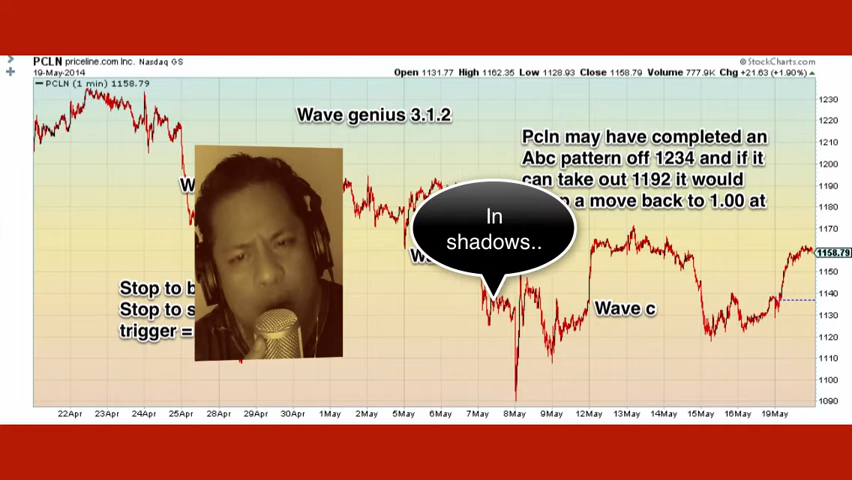 PCLN priceline.com Inc. Nasdaq GS
© StockCharts.com
19-May-2014
Open 1131.77 High 1162.35 Low 1128.93 Close 1158.79 Volume 777.9K Chg +21.63 (+1.90%)
PCLN (1 min) 1158.79
Wave genius 3.1.2
Pcln may have completed an
Abc pattern off 1234 and if it
can take out 1192 it would
a move back to 1.00 at
In
shadows..
Stop to
Stop to
trigger =
Wave c
1230
1220
1210
1200
1190
1180
1170
1158.79
1150
1140
1130
1120
1110
1100
1090
22Apr 23Apr 24Apr 25Apr 28Apr 29Apr 30Apr 1May 2May 5May 6May 7May 8May 9May 12May 13May 14May 15May 16May 19May